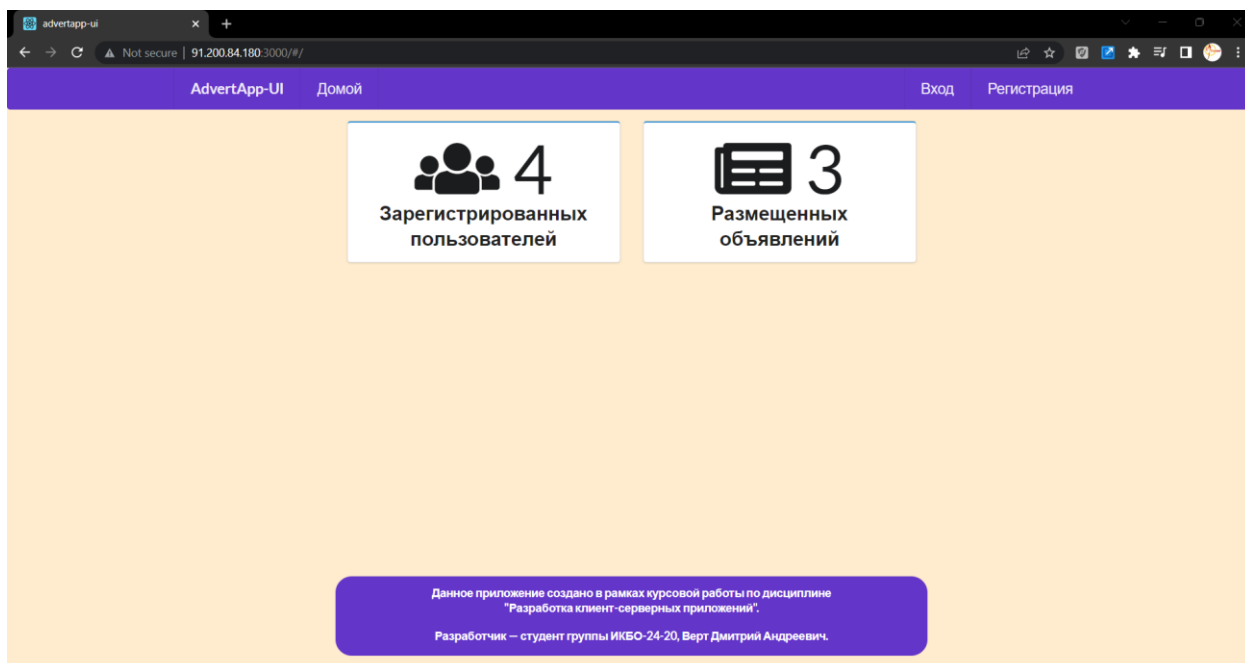 advertapp-ui
Not secure | 91.200.84.180:3000/#/
AdvertApp-UI Домой Вход Регистрация
4
Зарегистрированных
пользователей
3
Размещенных
объявлений
Данное приложение создано в рамках курсовой работы по дисциплине
"Разработка клиент-серверных приложений".
Разработчик — студент группы ИКБО-24-20, Верт Дмитрий Андреевич.